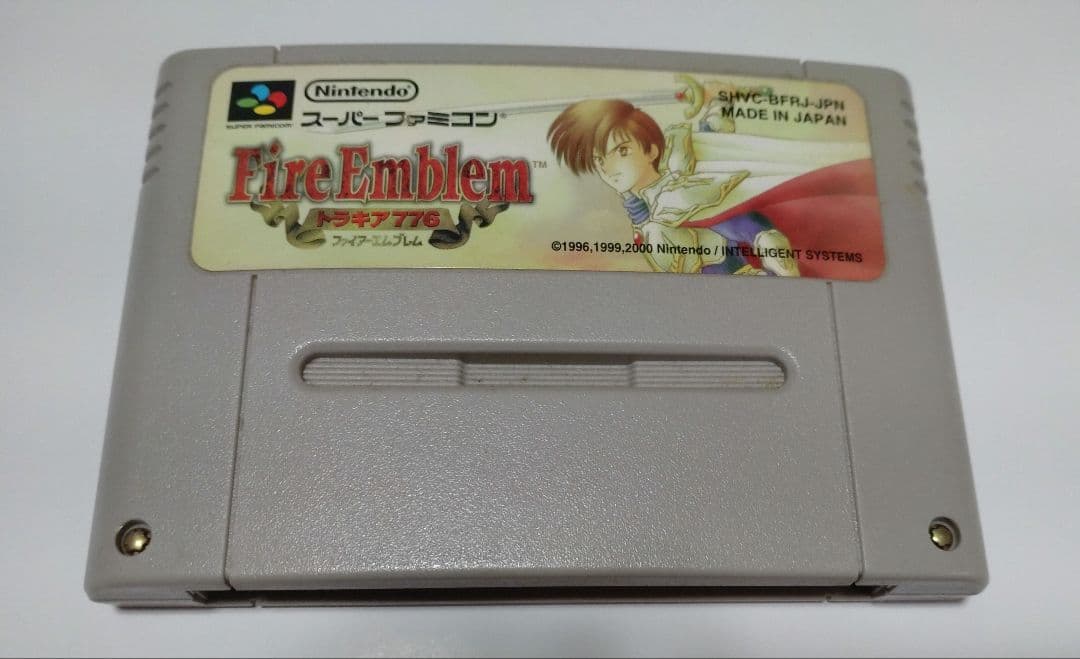 Nintendo®
SUPER FAMICOM
スーパーファミコン®
SHVC-BFRJ-JPN
MADE IN JAPAN
Fire Emblem™
トラキア776
ファイアーエムブレム
©1996,1999,2000 Nintendo / INTELLIGENT SYSTEMS